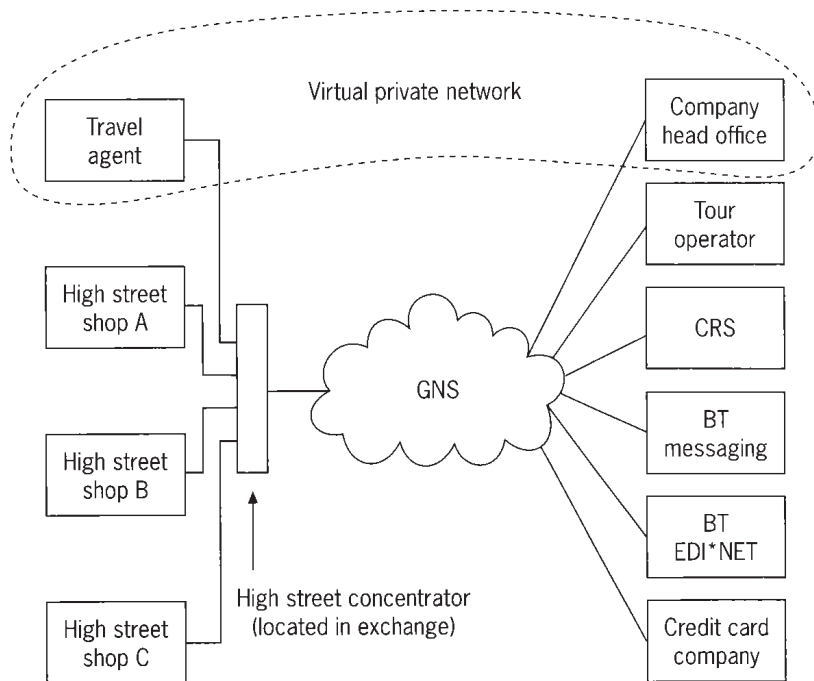 Virtual private network
Travel
agent
High street
shop A
High street
shop B
High street
shop C
High street concentrator
(located in exchange)
GNS
Company
head office
Tour
operator
CRS
BT
messaging
BT
EDI*NET
Credit card
company